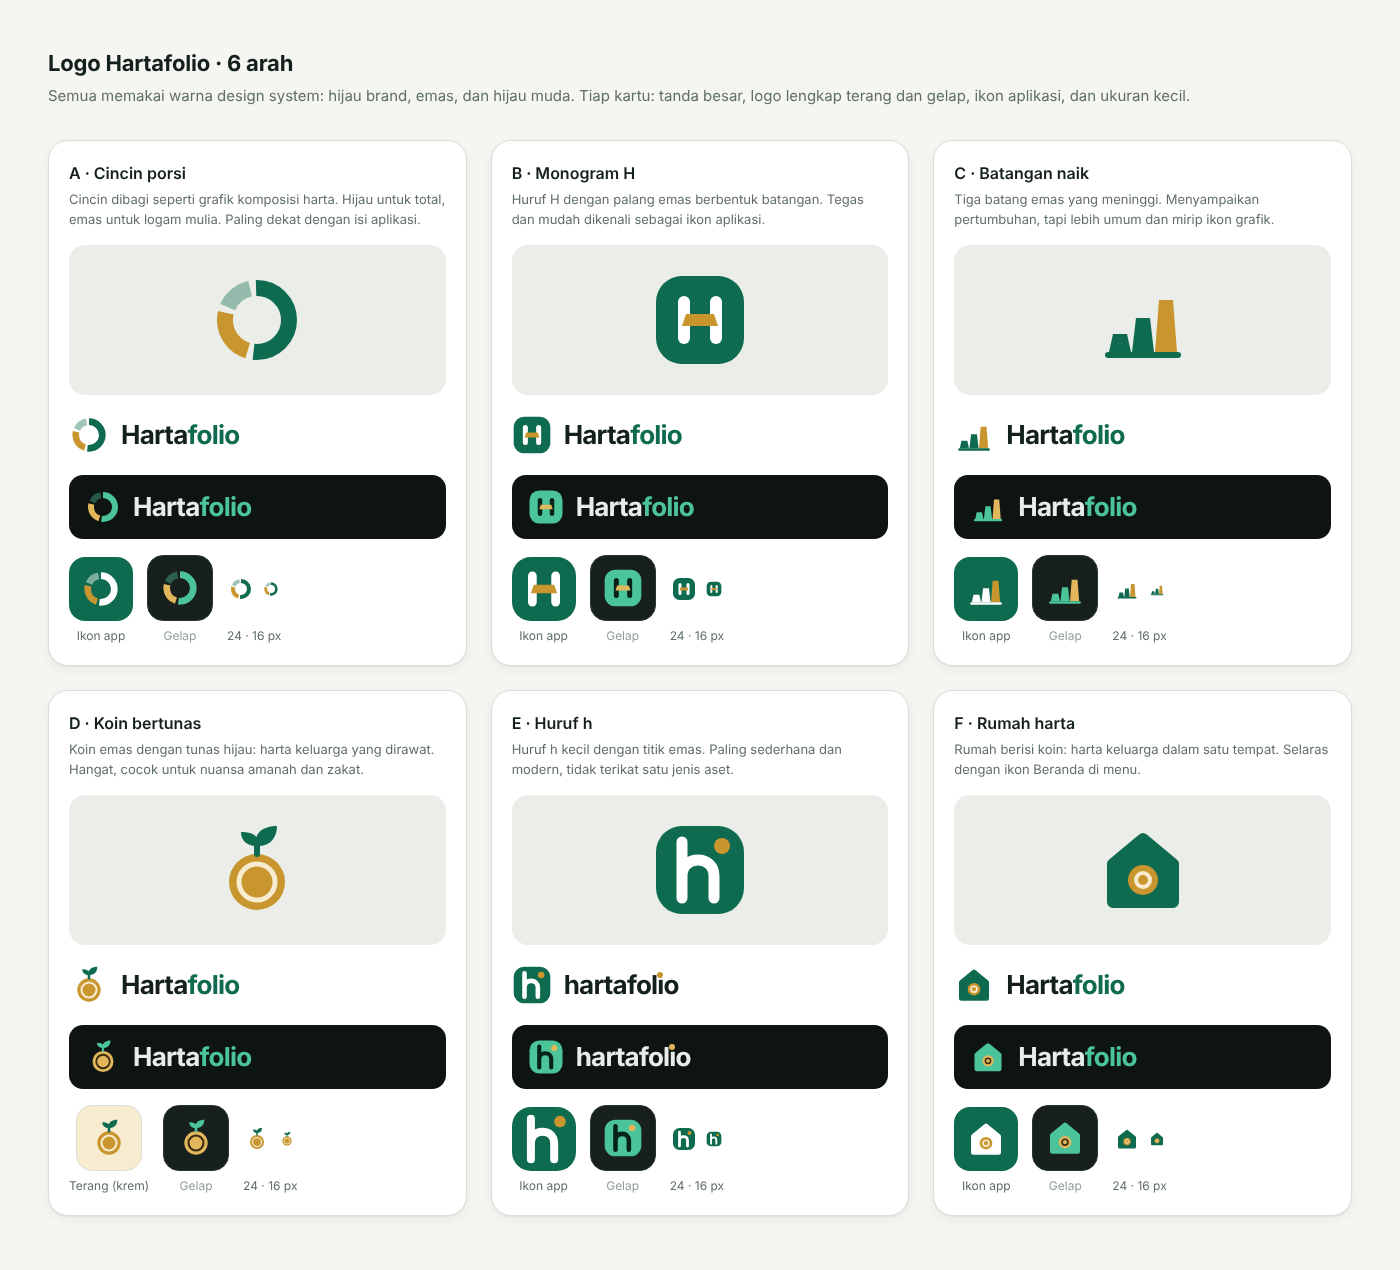 Logo Hartafolio · 6 arah
Semua memakai warna design system: hijau brand, emas, dan hijau muda. Tiap kartu: tanda besar, logo lengkap terang dan gelap, ikon aplikasi, dan ukuran kecil.
A · Cincin porsi
Cincin dibagi seperti grafik komposisi harta. Hijau untuk total,
emas untuk logam mulia. Paling dekat dengan isi aplikasi.
Hartafolio
Hartafolio
Ikon app
Gelap
24 · 16 px
B · Monogram H
Huruf H dengan palang emas berbentuk batangan. Tegas
dan mudah dikenali sebagai ikon aplikasi.
H
H Hartafolio
H Hartafolio
H
H
H
H
Ikon app
Gelap
24 · 16 px
C · Batangan naik
Tiga batang emas yang meninggi. Menyampaikan
pertumbuhan, tapi lebih umum dan mirip ikon grafik.
Hartafolio
Hartafolio
Ikon app
Gelap
24 · 16 px
D · Koin bertunas
Koin emas dengan tunas hijau: harta keluarga yang dirawat.
Hangat, cocok untuk nuansa amanah dan zakat.
Hartafolio
Hartafolio
Terang (krem)
Gelap
24 · 16 px
E · Huruf h
Huruf h kecil dengan titik emas. Paling sederhana dan
modern, tidak terikat satu jenis aset.
h
h hartafolio
h hartafolio
h
h
h
h
Ikon app
Gelap
24 · 16 px
F · Rumah harta
Rumah berisi koin: harta keluarga dalam satu tempat. Selaras
dengan ikon Beranda di menu.
Hartafolio
Hartafolio
Ikon app
Gelap
24 · 16 px